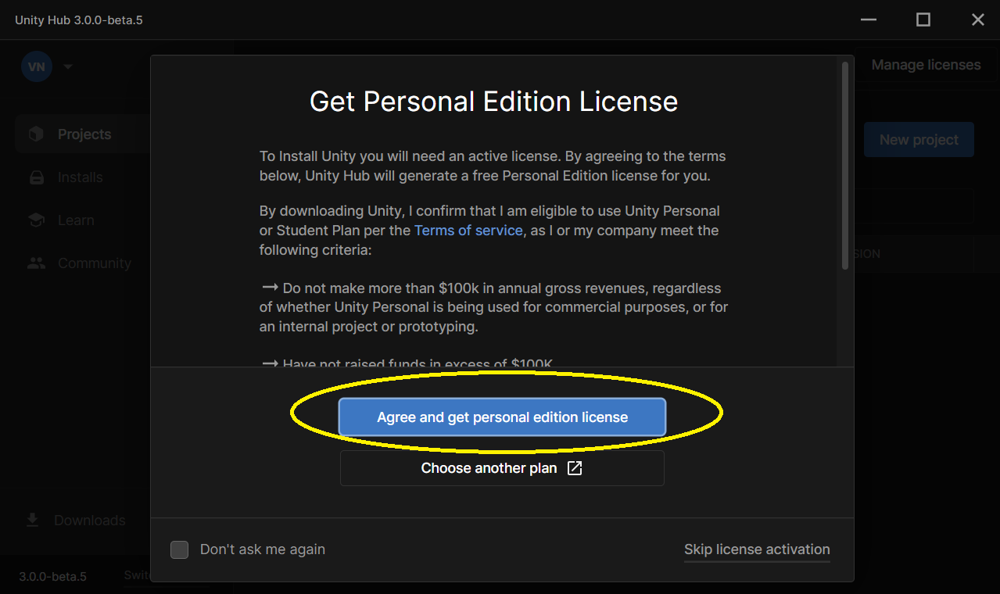 Unity Hub 3.0.0-beta.5
VN
Manage licenses
Get Personal Edition License
Projects
New project
To Install Unity you will need an active license. By agreeing to the terms
below, Unity Hub will generate a free Personal Edition license for you.
Installs
By downloading Unity, I confirm that I am eligible to use Unity Personal
or Student Plan per the Terms of service, as I or my company meet the
following criteria:
Learn
Community
SION
Do not make more than $100k in annual gross revenues, regardless
of whether Unity Personal is being used for commercial purposes, or for
an internal project or prototyping.
Have not raised funds in excess of $100K
Agree and get personal edition license
Choose another plan
Downloads
Don't ask me again
Skip license activation
3.0.0-beta.5
Swit